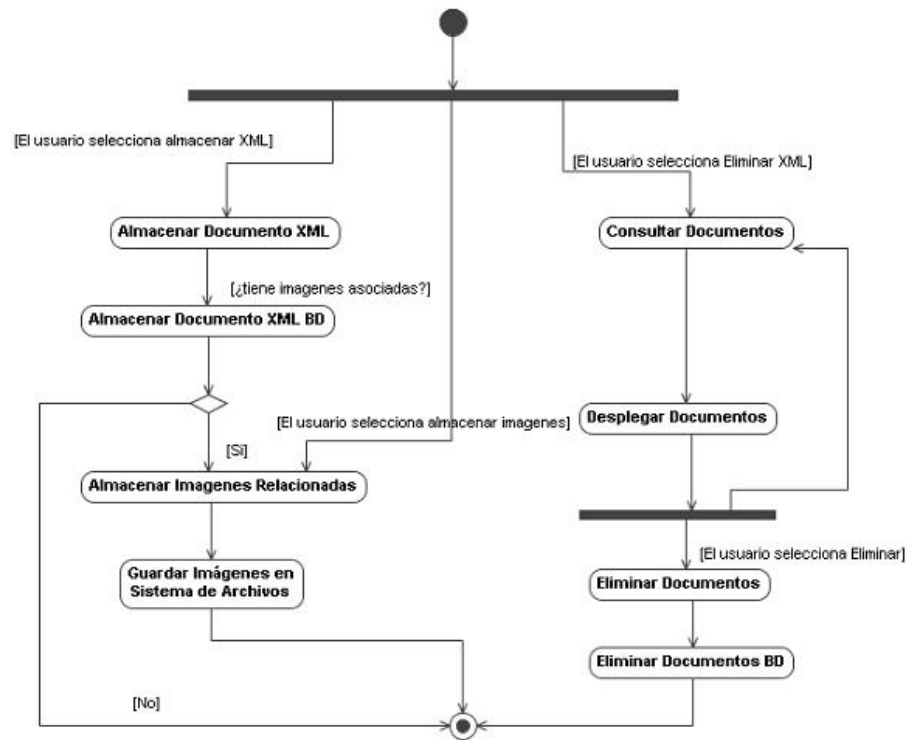 [El usuario selecciona almacenar XML]
[El usuario selecciona Eliminar XML]
Almacenar Documento XML
Consultar Documentos
[¿tiene imagenes asociadas?]
Almacenar Documento XML BD
[El usuario selecciona almacenar imagenes]
Desplegar Documentos
[Si]
Almacenar Imagenes Relacionadas
[El usuario selecciona Eliminar]
Guardar Imágenes en
Sistema de Archivos
Eliminar Documentos
Eliminar Documentos BD
[No]